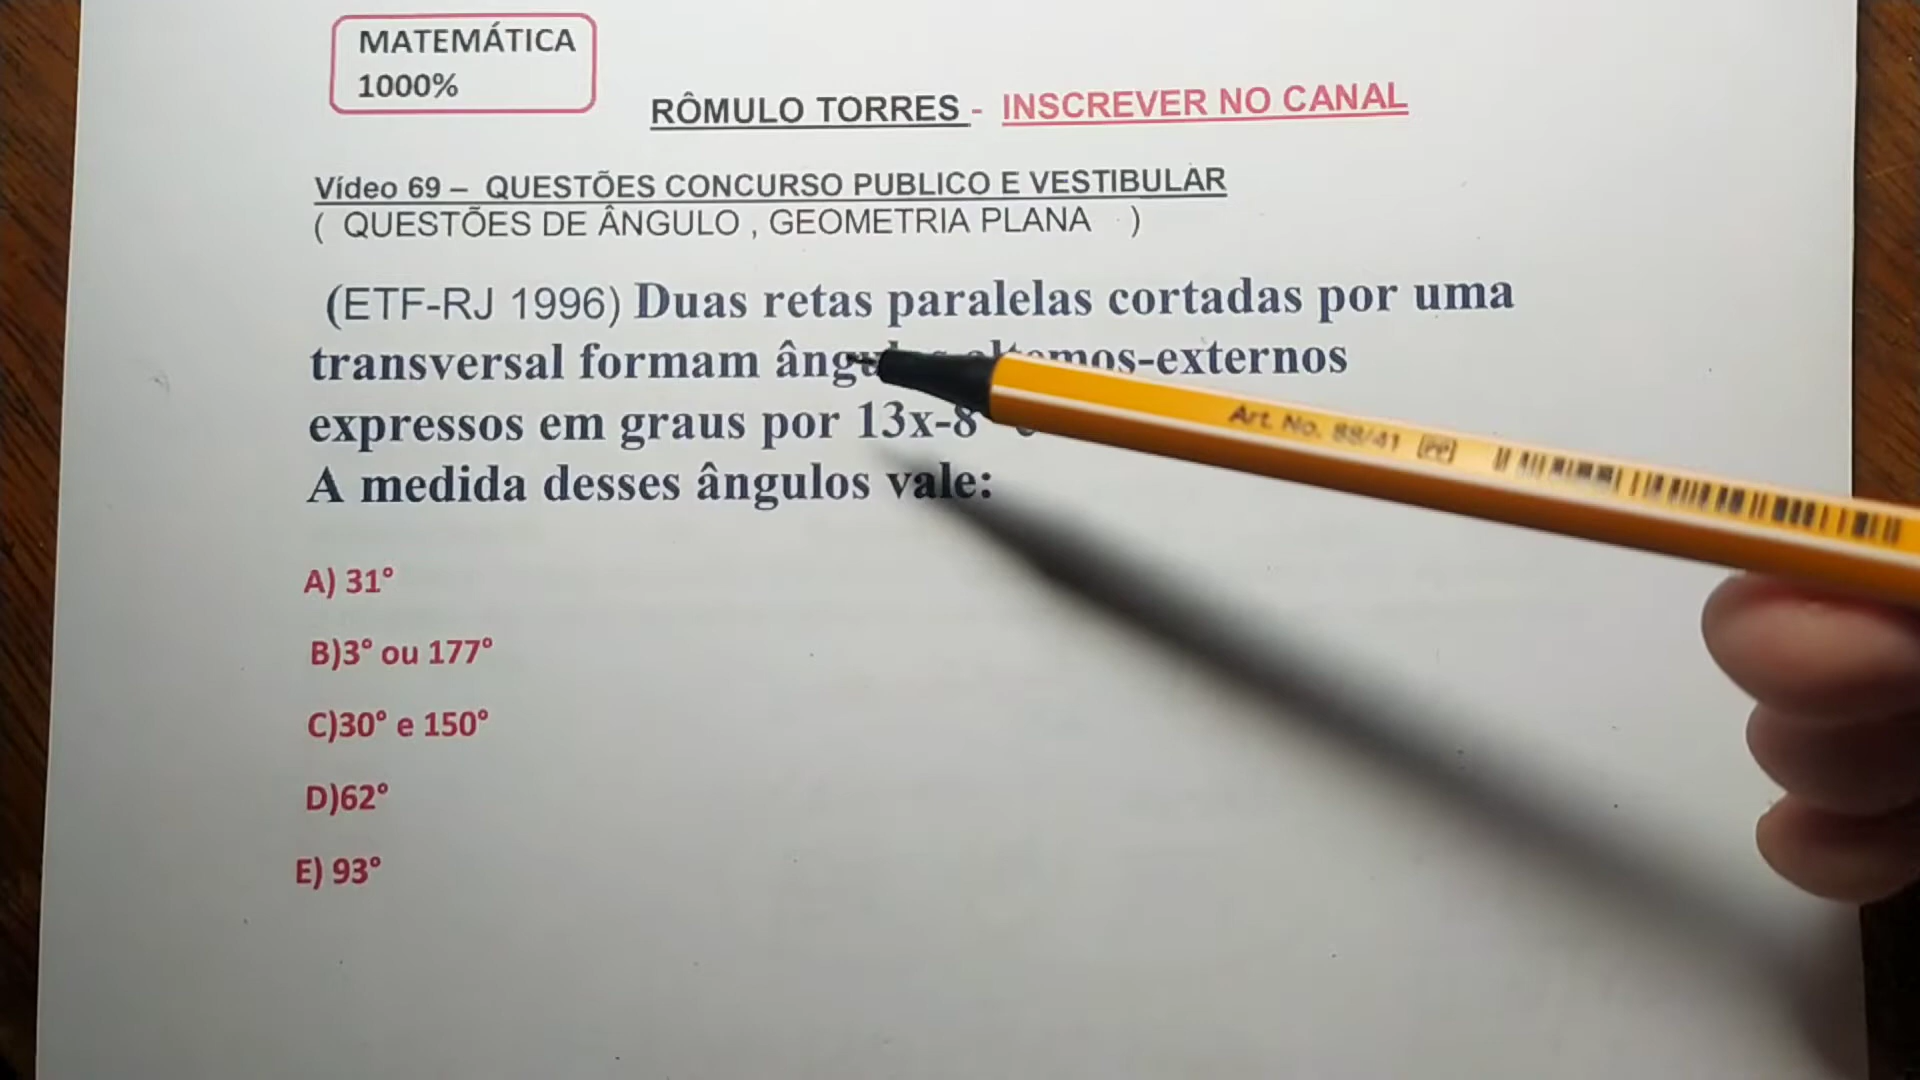 MATEMÁTICA
1000%
RÔMULO TORRES - INSCREVER NO CANAL
Vídeo 69 – QUESTÕES CONCURSO PUBLICO E VESTIBULAR
( QUESTÕES DE ÂNGULO , GEOMETRIA PLANA )
(ETF-RJ 1996) Duas retas paralelas cortadas por uma
transversal formam -externos
expressos em graus por 13x-8
A medida desses ângulos vale:
A) 31°
B)3° ou 177°
C)30° e 150°
D)62°
E) 93°
Art. No. 88/41